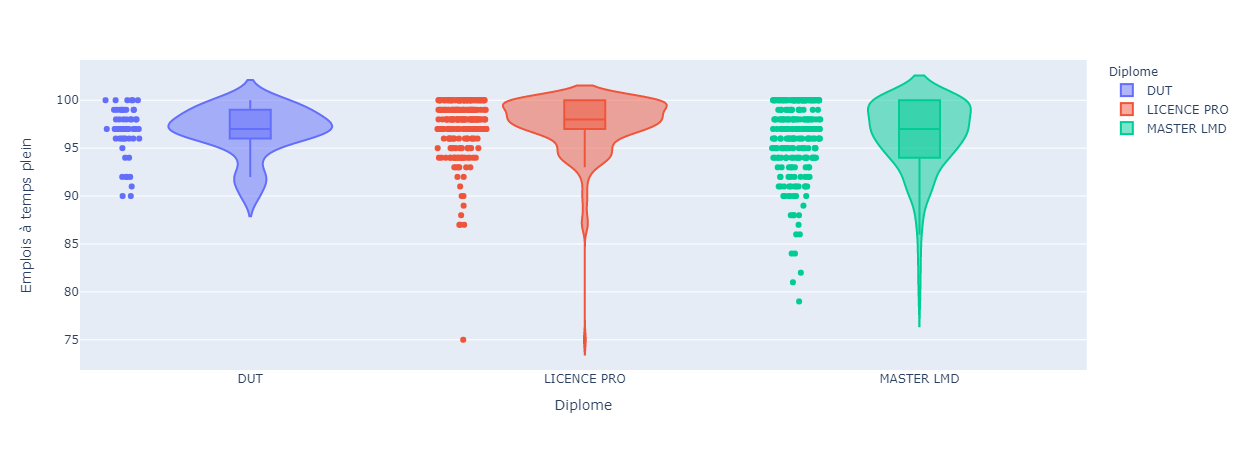 Diplome
DUT
LICENCE PRO
MASTER LMD
100
95
90
85
80
75
Emplois à temps plein
DUT
LICENCE PRO
MASTER LMD
Diplome